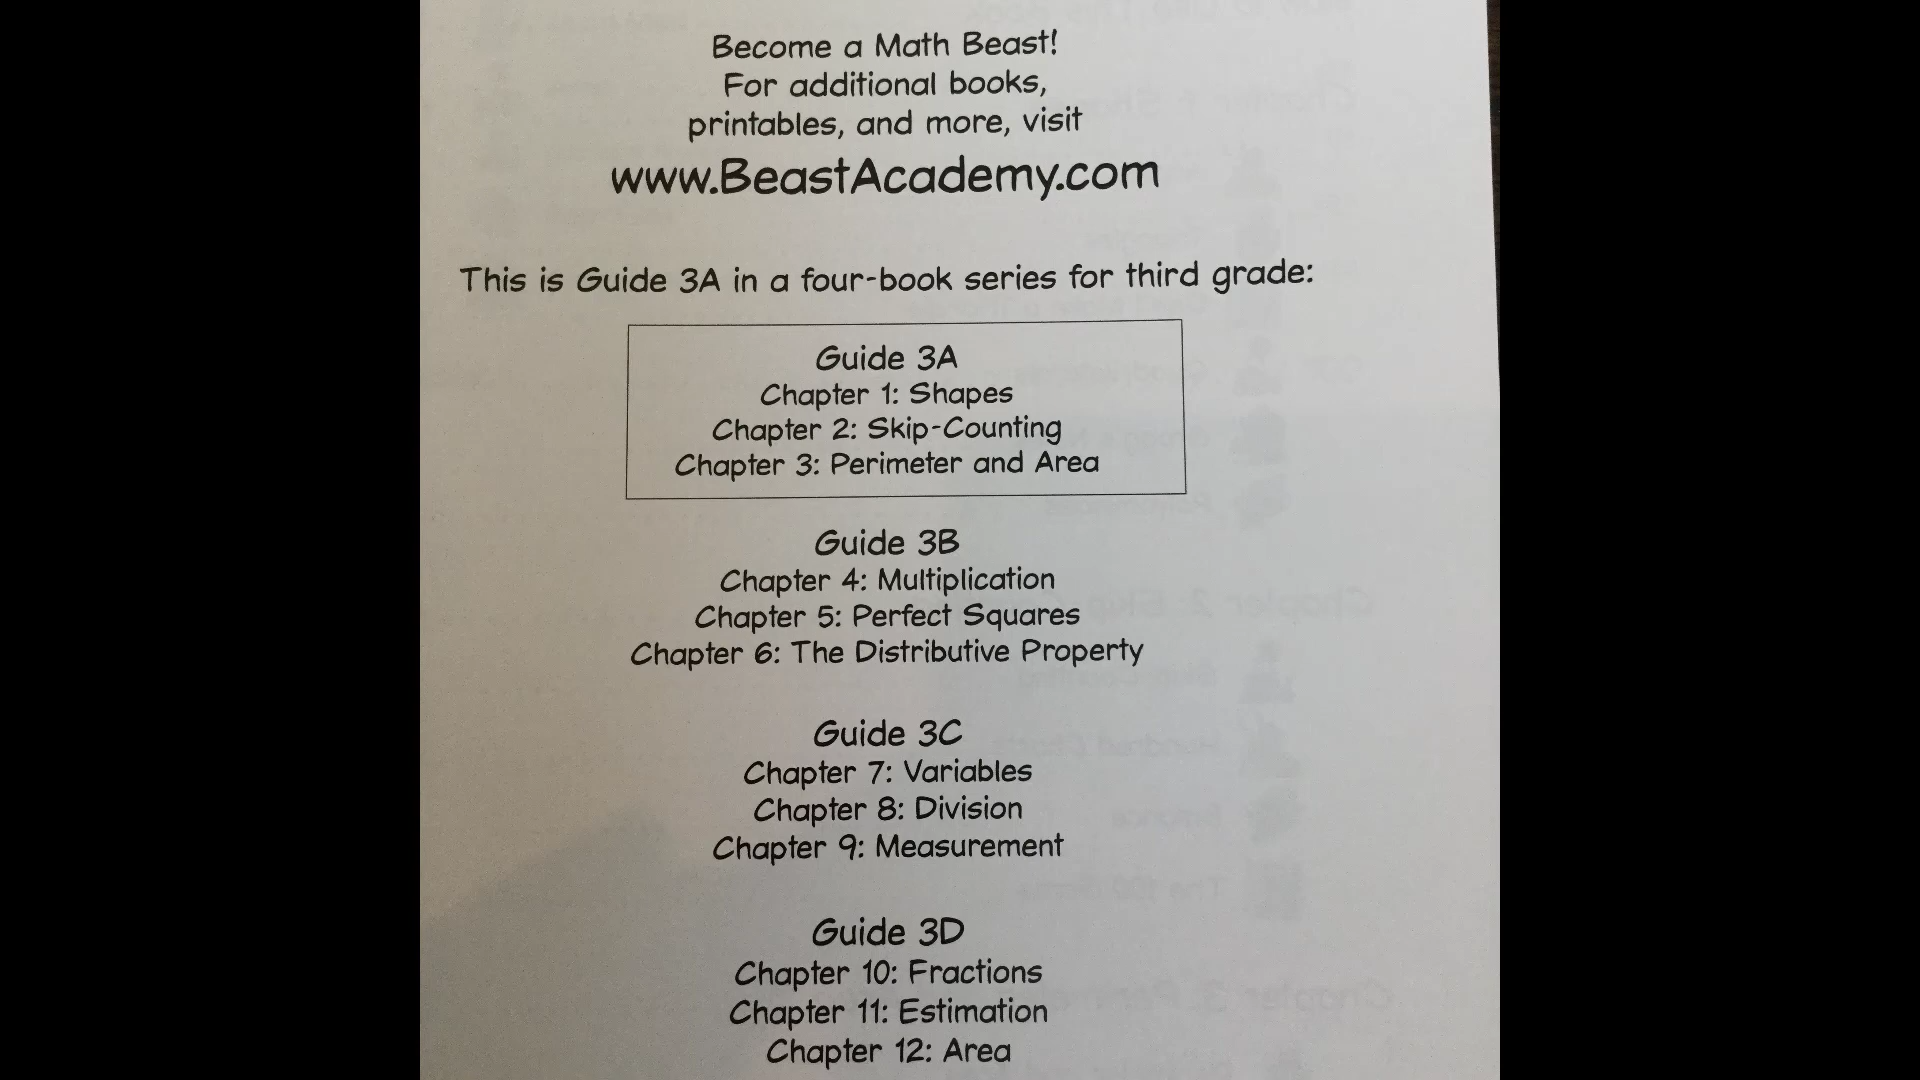 Become a Math Beast!
For additional books,
printables, and more, visit
www.BeastAcademy.com
This is Guide 3A in a four-book series for third grade:
Guide 3A
Chapter 1: Shapes
Chapter 2: Skip-Counting
Chapter 3: Perimeter and Area
Guide 3B
Chapter 4: Multiplication
Chapter 5: Perfect Squares
Chapter 6: The Distributive Property
Guide 3C
Chapter 7: Variables
Chapter 8: Division
Chapter 9: Measurement
Guide 3D
Chapter 10: Fractions
Chapter 11: Estimation
Chapter 12: Area